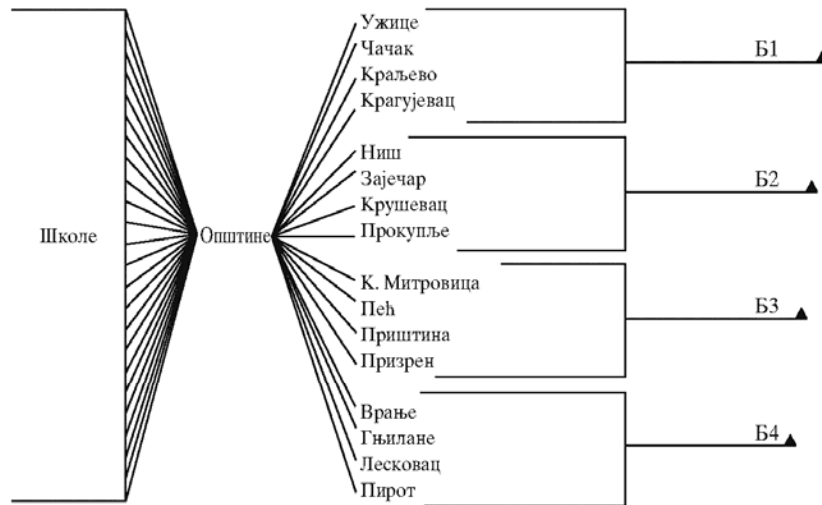 Школе
Општине
Ужице
Чачак
Краљево
Крагујевац
Ниш
Зајечар
Крушевац
Прокупље
К. Митровица
Пећ
Приштина
Призрен
Врање
Гњилане
Лесковац
Пирот
Б1
Б2
Б3
Б4